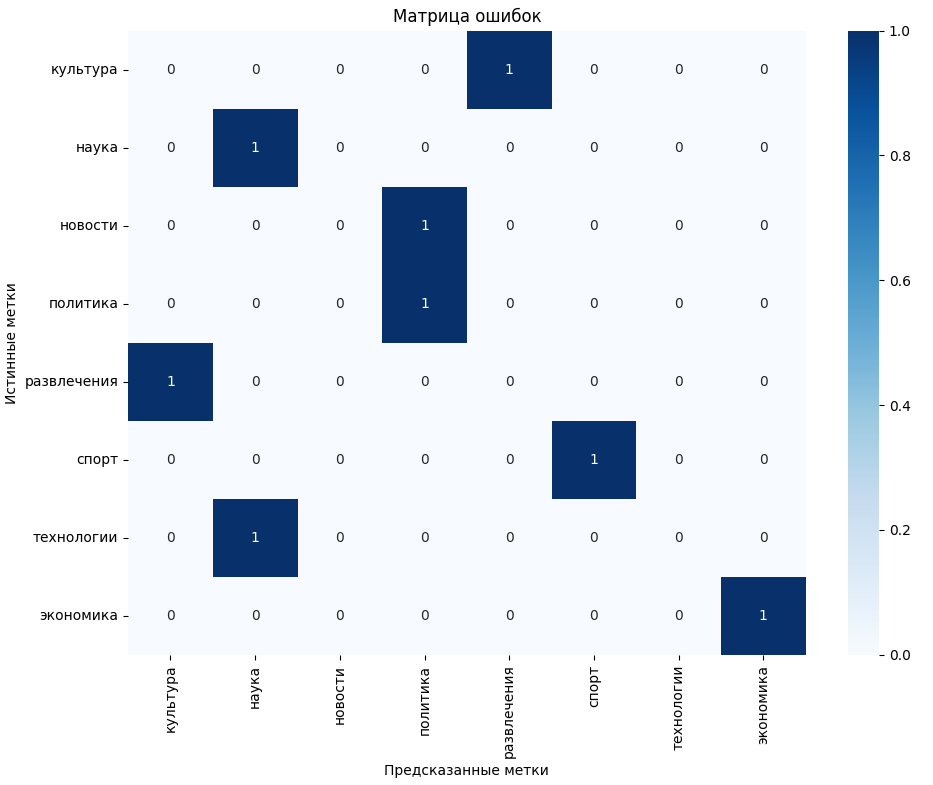 Матрица ошибок
Истинные метки
культура 0 0 0 0 1 0 0 0
наука 0 1 0 0 0 0 0 0
новости 0 0 0 1 0 0 0 0
политика 0 0 0 1 0 0 0 0
развлечения 1 0 0 0 0 0 0 0
спорт 0 0 0 0 0 1 0 0
технологии 0 1 0 0 0 0 0 0
экономика 0 0 0 0 0 0 0 1
культура наука новости политика развлечения спорт технологии экономика
Предсказанные метки
1.0
0.8
0.6
0.4
0.2
0.0